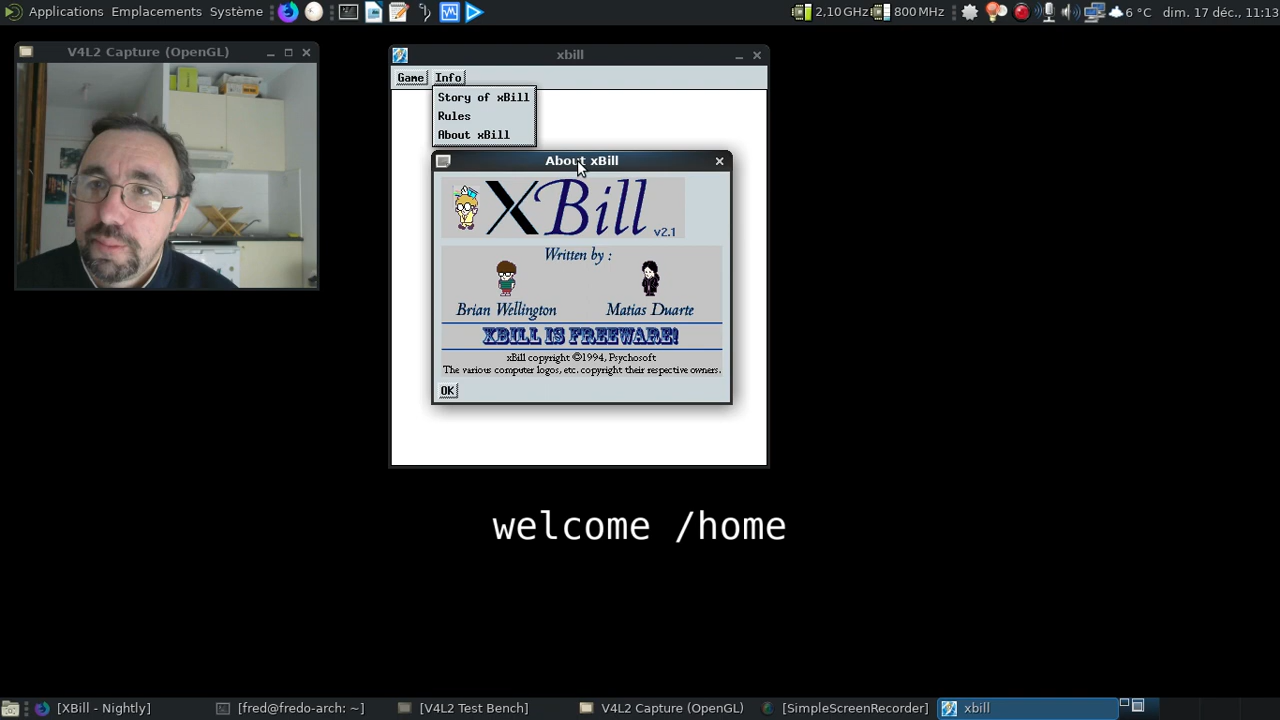 Applications Emplacements Système 2,10 GHz 800 MHz 6 °C dim. 17 déc., 11:13
V4L2 Capture (OpenGL)
xbill
Game Info
Story of xBill
Rules
About xBill
About xBill
XBill v2.1
Written by :
Brian Wellington Matias Duarte
XBILL IS FREEWARE!
xBill copyright ©1994, Psychosoft
The various computer logos, etc. copyright their respective owners.
OK
welcome /home
[XBill - Nightly] [fred@fredo-arch: ~] [V4L2 Test Bench] V4L2 Capture (OpenGL) [SimpleScreenRecorder] xbill